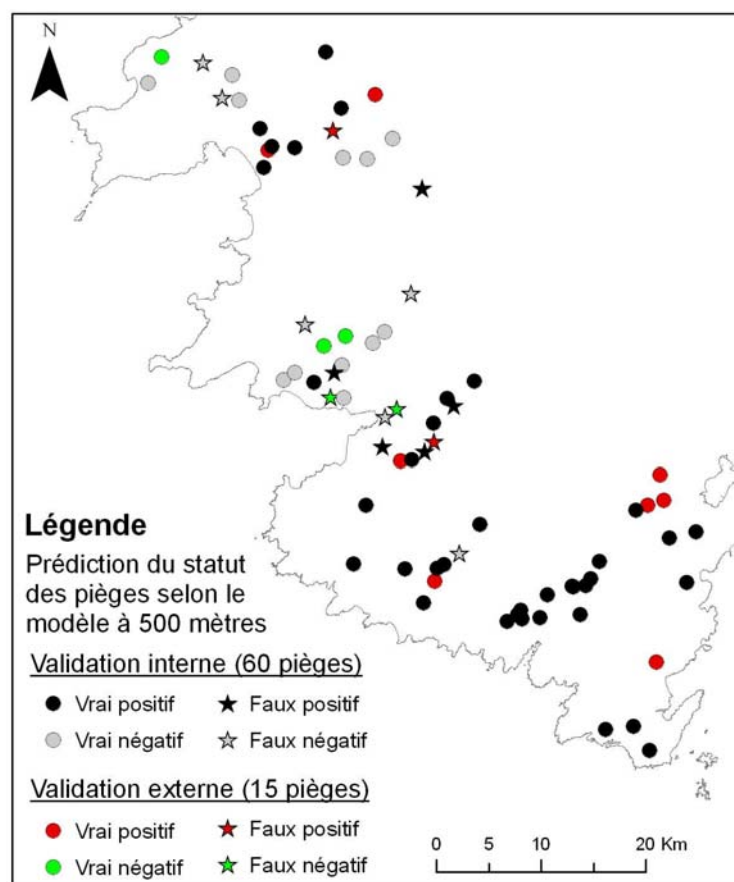 N
Légende
Prédiction du statut
des pièges selon le
modèle à 500 mètres
Validation interne (60 pièges)
Vrai positif Faux positif
Vrai négatif Faux négatif
Validation externe (15 pièges)
Vrai positif Faux positif
Vrai négatif Faux négatif
0 5 10 20 Km